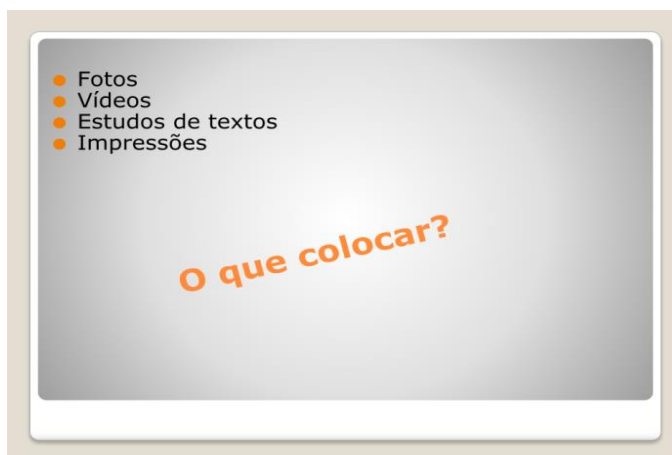 Fotos
Vídeos
Estudos de textos
Impressões
O que colocar?